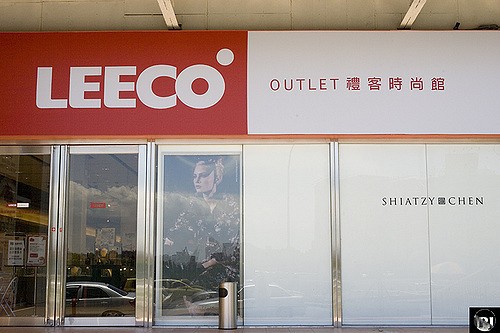 LEECO
OUTLET 禮客時尚館
SHIATZY CHEN